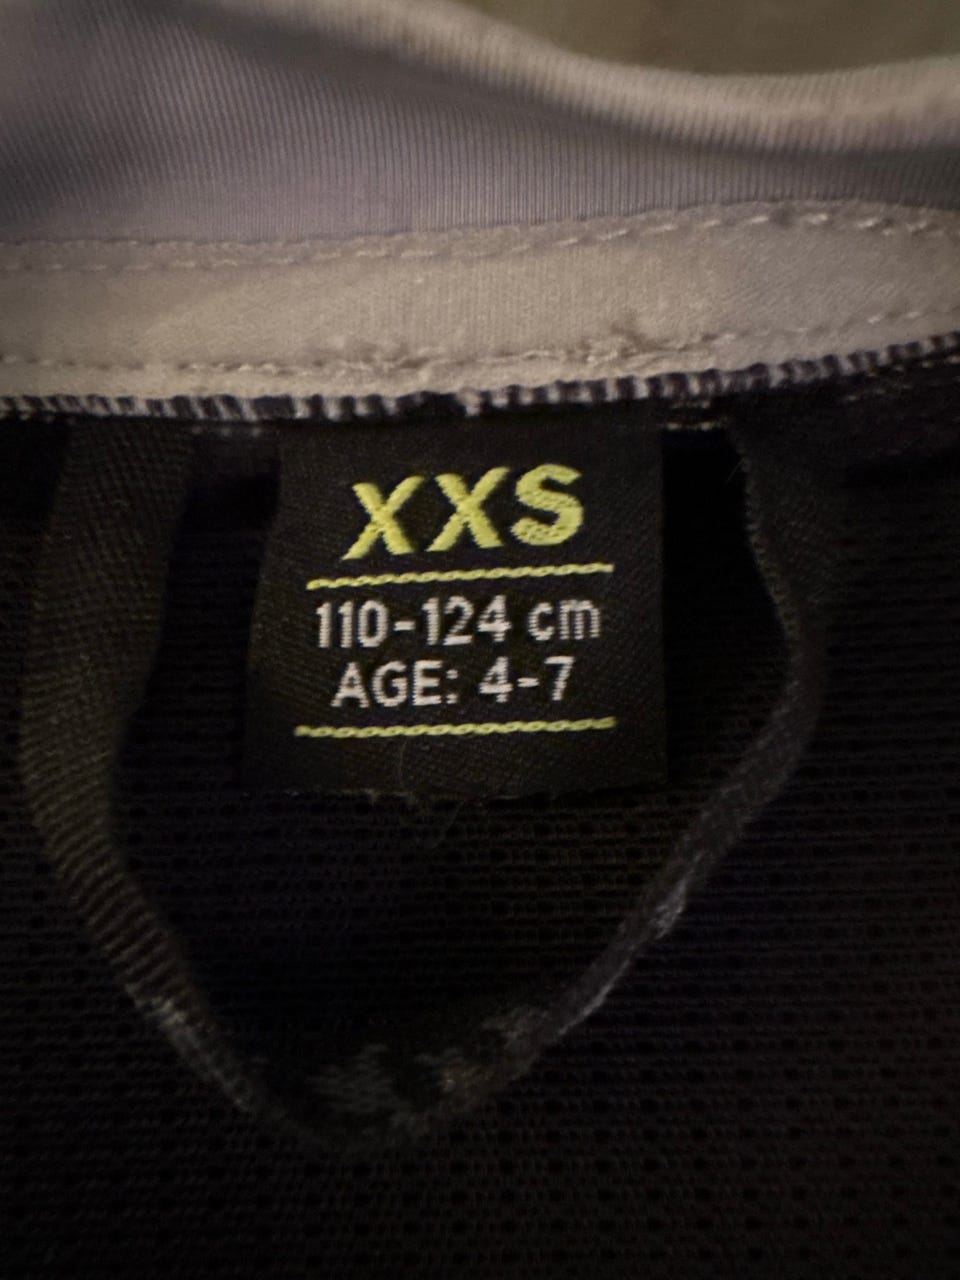 XXS
110-124 cm
AGE: 4-7